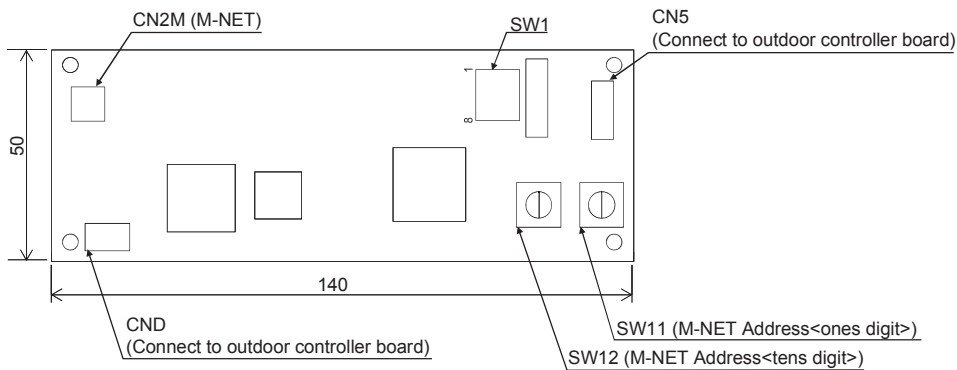 CN2M (M-NET)
SW1
CN5
(Connect to outdoor controller board)
1
8
50
140
CND
(Connect to outdoor controller board)
SW11 (M-NET Address<ones digit>)
SW12 (M-NET Address<tens digit>)